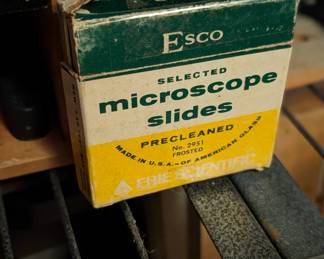 ESCO
SELECTED
microscope
slides
PRECLEANED
No. 2951
FROSTED
MADE IN U.S.A. - OF AMERICAN GLASS
ERIE SCIENTIFIC